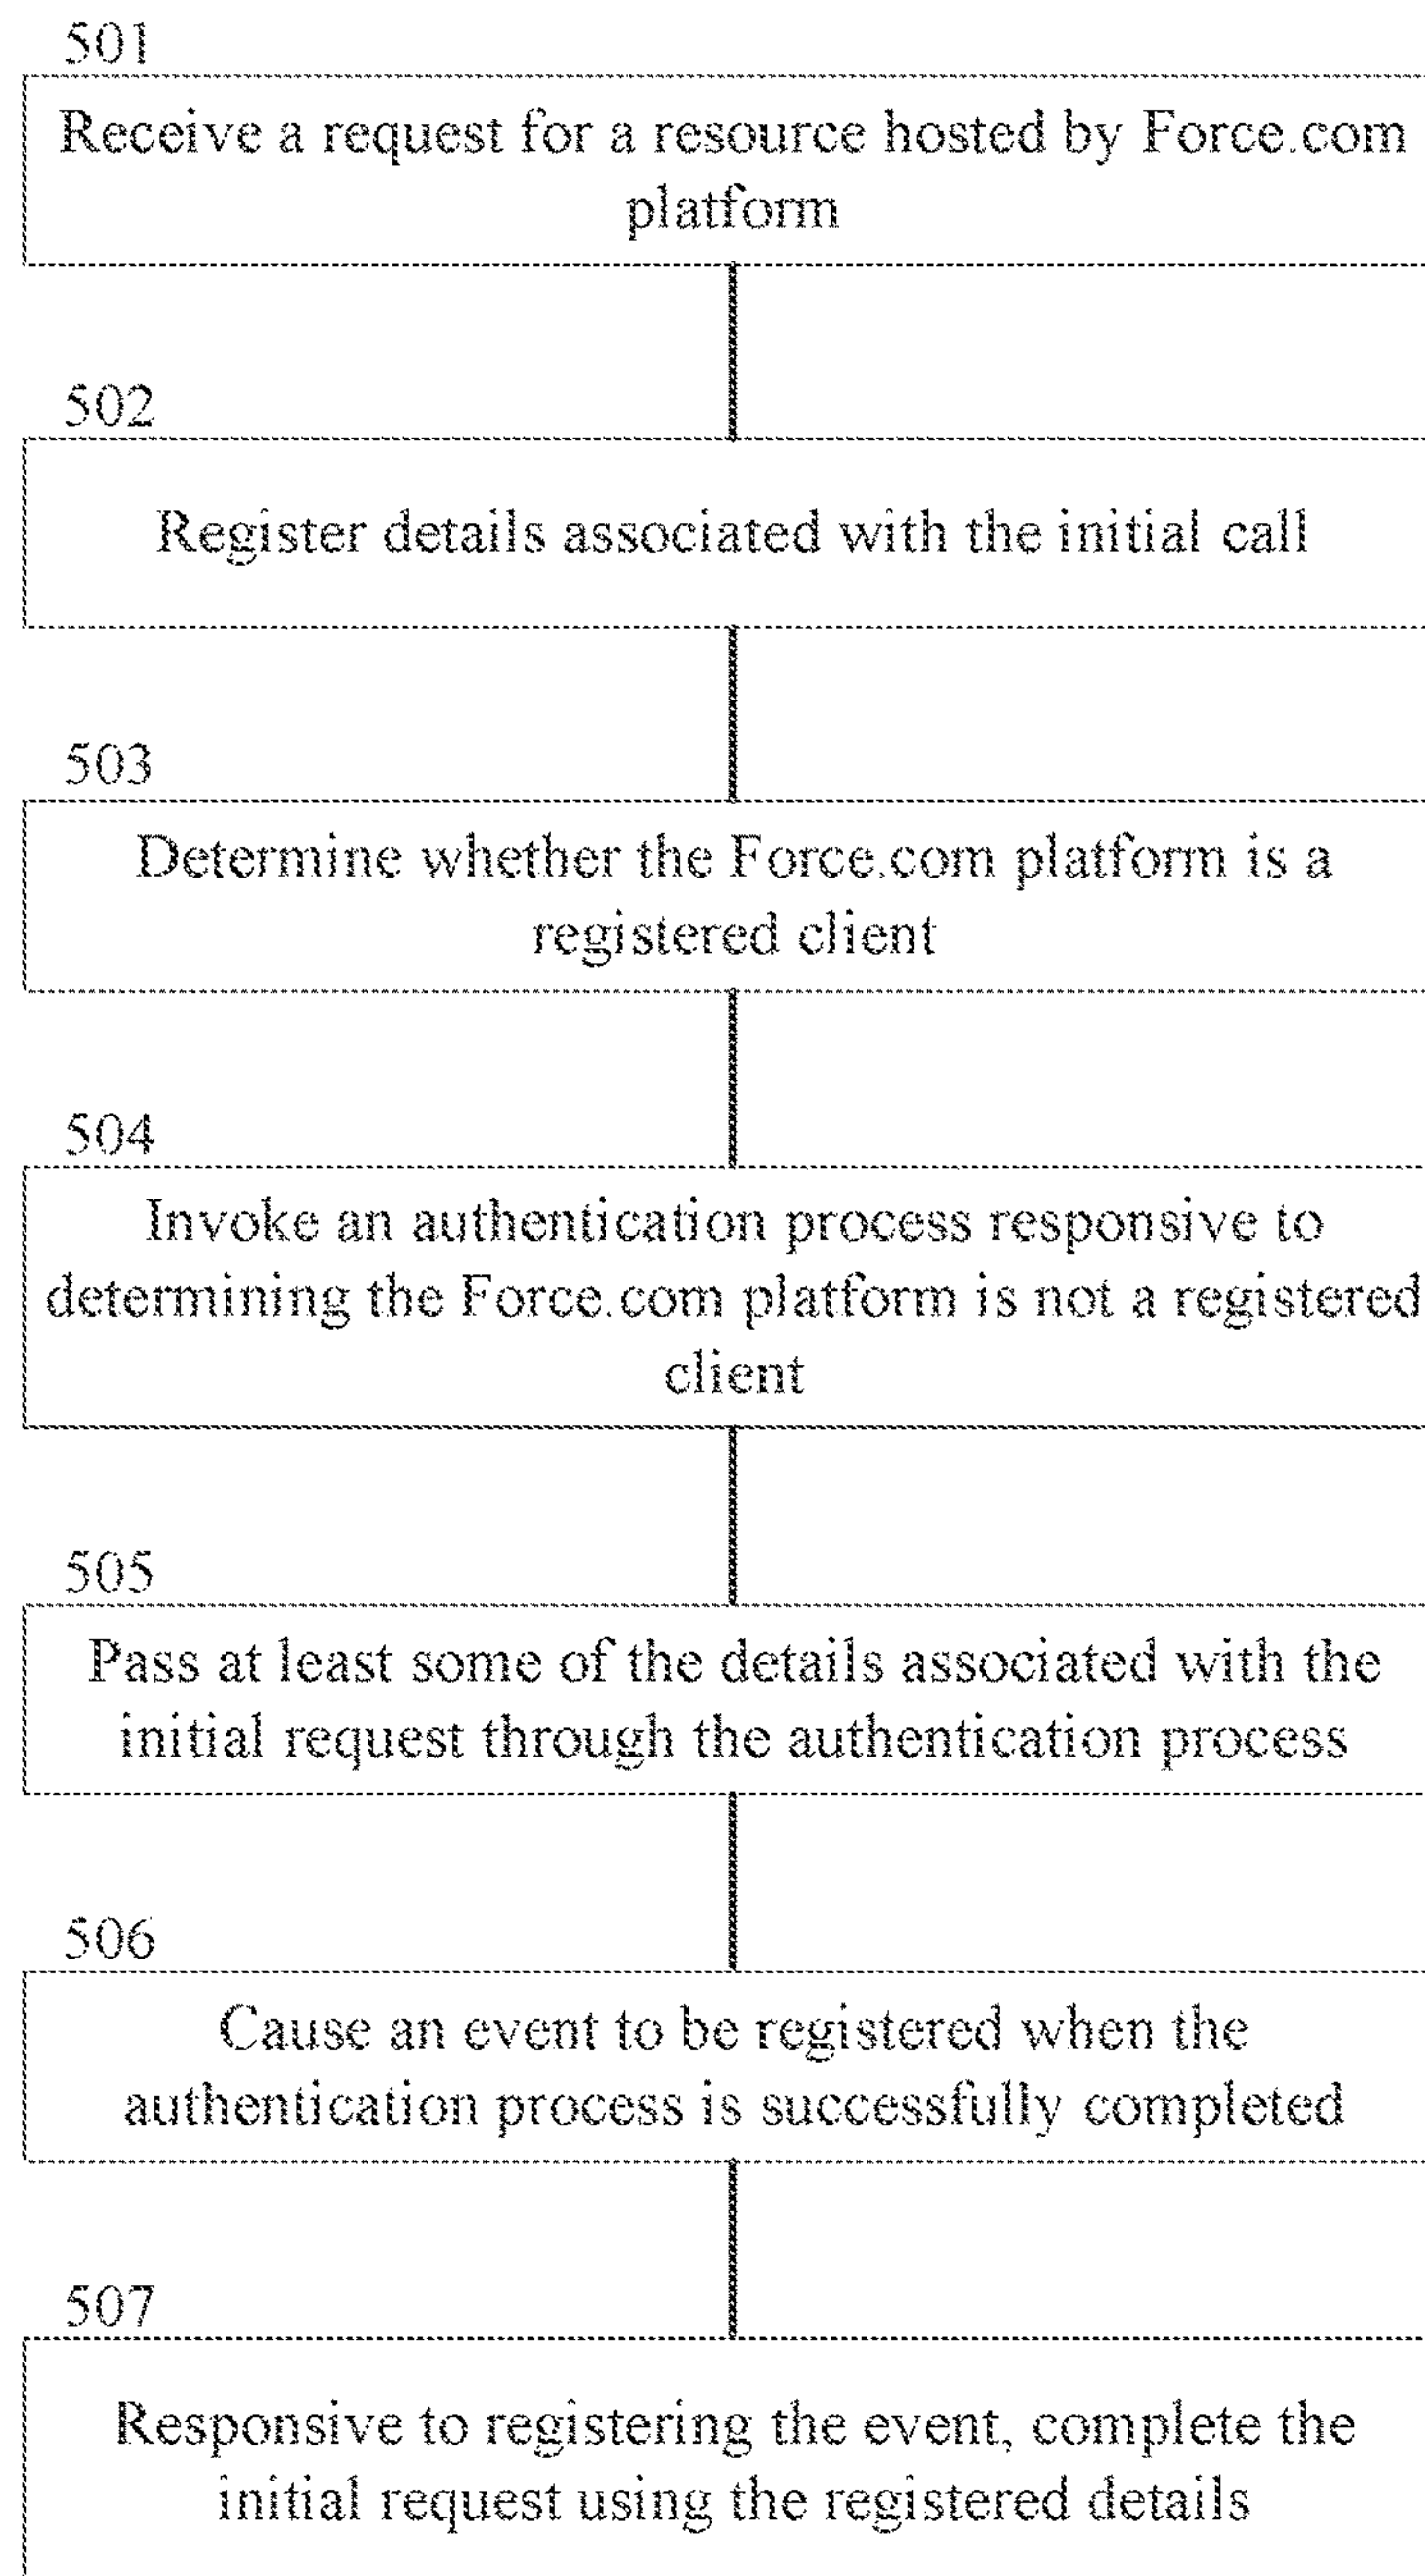 501
Receive a request for a resource hosted by Force.com
platform
502
Register details associated with the initial call
503
Determine whether the Force.com platform is a
registered client
504
Invoke an authentication process responsive to
determining the Force.com platform is not a registered
client
505
Pass at least some of the details associated with the
initial request through the authentication process
506
Cause an event to be registered when the
authentication process is successfully completed
507
Responsive to registering the event, complete the
initial request using the registered details